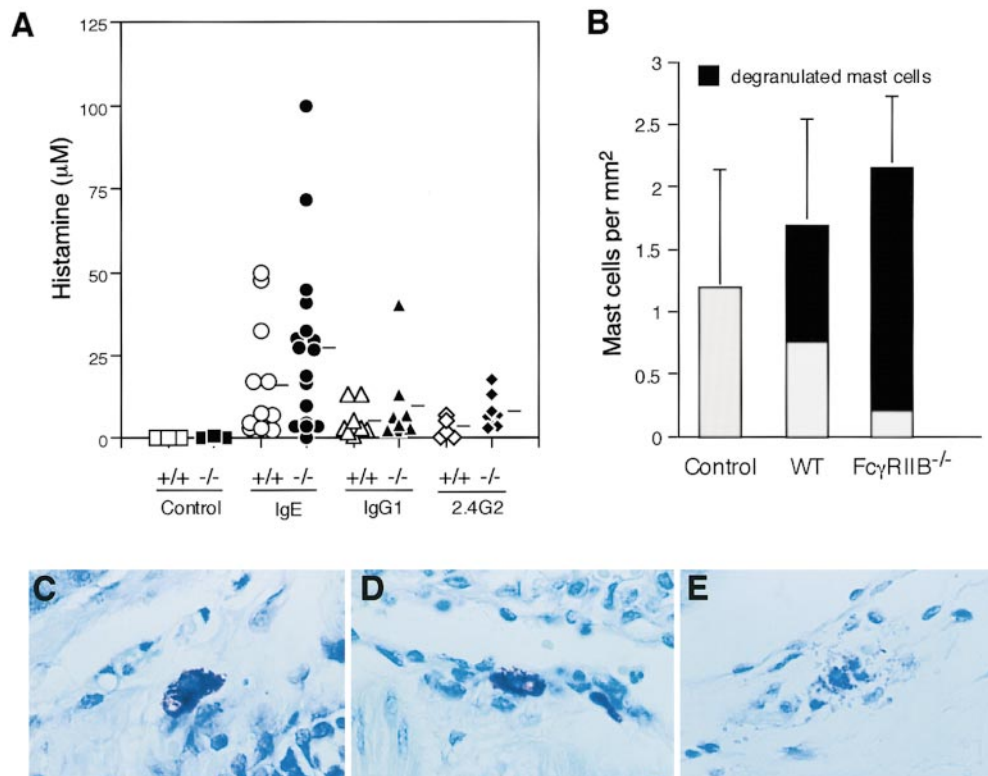 A
125
100
75
50
25
0
Histamine (μM)
+/+ -/- +/+ -/- +/+ -/- +/+ -/-
Control IgE IgG1 2.4G2
B
3
2.5
2
1.5
1
0.5
0
Mast cells per mm²
degranulated mast cells
Control WT FcγRIIB-/-
C
D
E